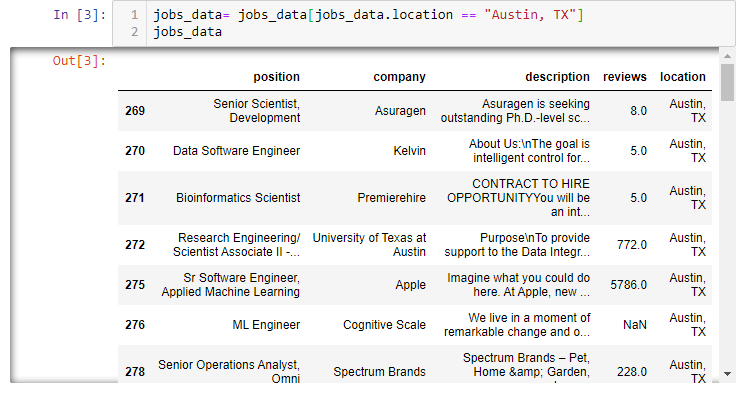 In [3]:
1 jobs_data= jobs_data[jobs_data.location == "Austin, TX"]
2 jobs_data
Out[3]:
position company description reviews location
269 Senior Scientist, Development Asuragen Asuragen is seeking outstanding Ph.D.-level sc... 8.0 Austin, TX
270 Data Software Engineer Kelvin About Us:\nThe goal is intelligent control for... 5.0 Austin, TX
271 Bioinformatics Scientist Premierehire CONTRACT TO HIRE OPPORTUNITYYou will be an int... 5.0 Austin, TX
272 Research Engineering/ Scientist Associate II -... University of Texas at Austin Purpose\nTo provide support to the Data Integr... 772.0 Austin, TX
275 Sr Software Engineer, Applied Machine Learning Apple Imagine what you could do here. At Apple, new ... 5786.0 Austin, TX
276 ML Engineer Cognitive Scale We live in a moment of remarkable change and o... NaN Austin, TX
278 Senior Operations Analyst, Omni Spectrum Brands Spectrum Brands – Pet, Home &amp; Garden, 228.0 Austin, TX